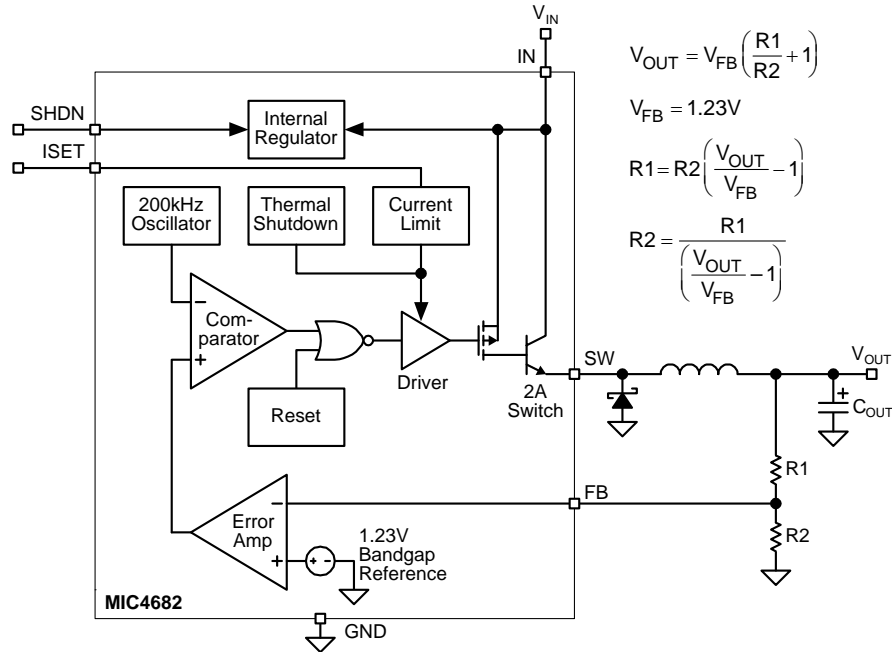 V_IN
IN
V_OUT = V_FB (R1/R2 + 1)
V_FB = 1.23V
R1 = R2 (V_OUT/V_FB − 1)
R2 = R1/(V_OUT/V_FB − 1)
SHDN
ISET
Internal
Regulator
200kHz
Oscillator
Thermal
Shutdown
Current
Limit
−
Com-
parator
+
Driver
Reset
2A
Switch
SW
V_OUT
+
C_OUT
R1
FB
R2
−
Error
Amp
+
+ -
1.23V
Bandgap
Reference
MIC4682
GND